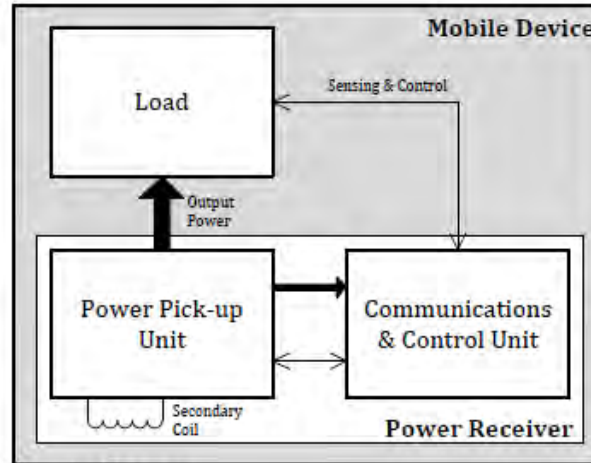 Mobile Device
Load
Sensing & Control
Output
Power
Power Pick-up
Unit
Communications
& Control Unit
Secondary
Coil
Power Receiver